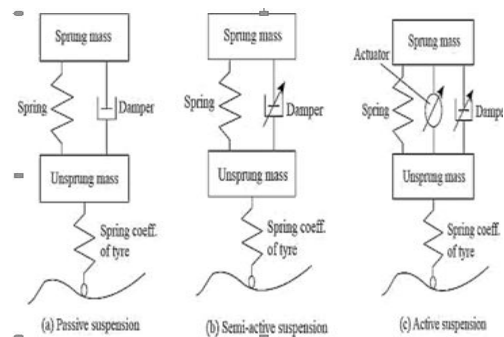 Sprung mass
Spring
Damper
Unsprung mass
Spring coeff.
of tyre
(a) Passive suspension
Sprung mass
Spring
Damper
Unsprung mass
Spring coeff.
of tyre
(b) Semi-active suspension
Actuator
Sprung mass
Spring
Dampe
Unsprung mass
Spring coeff.
of tyre
(c) Active suspension